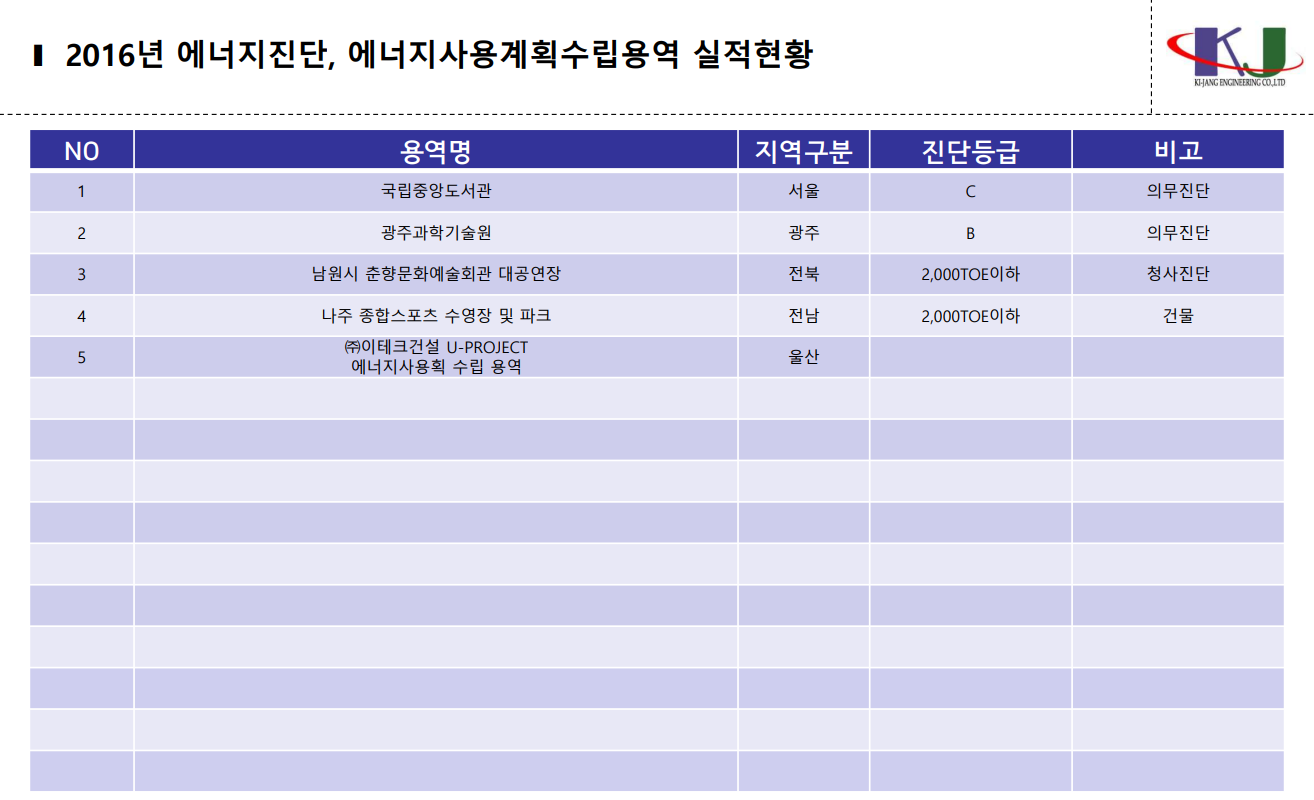 2016년 에너지진단, 에너지사용계획수립용역 실적현황
KJ
KI-JANG ENGINEERING CO.,LTD
NO 용역명 지역구분 진단등급 비고
1 국립중앙도서관 서울 C 의무진단
2 광주과학기술원 광주 B 의무진단
3 남원시 춘향문화예술회관 대공연장 전북 2,000TOE이하 청사진단
4 나주 종합스포츠 수영장 및 파크 전남 2,000TOE이하 건물
5 ㈜이테크건설 U-PROJECT 울산
에너지사용획 수립 용역